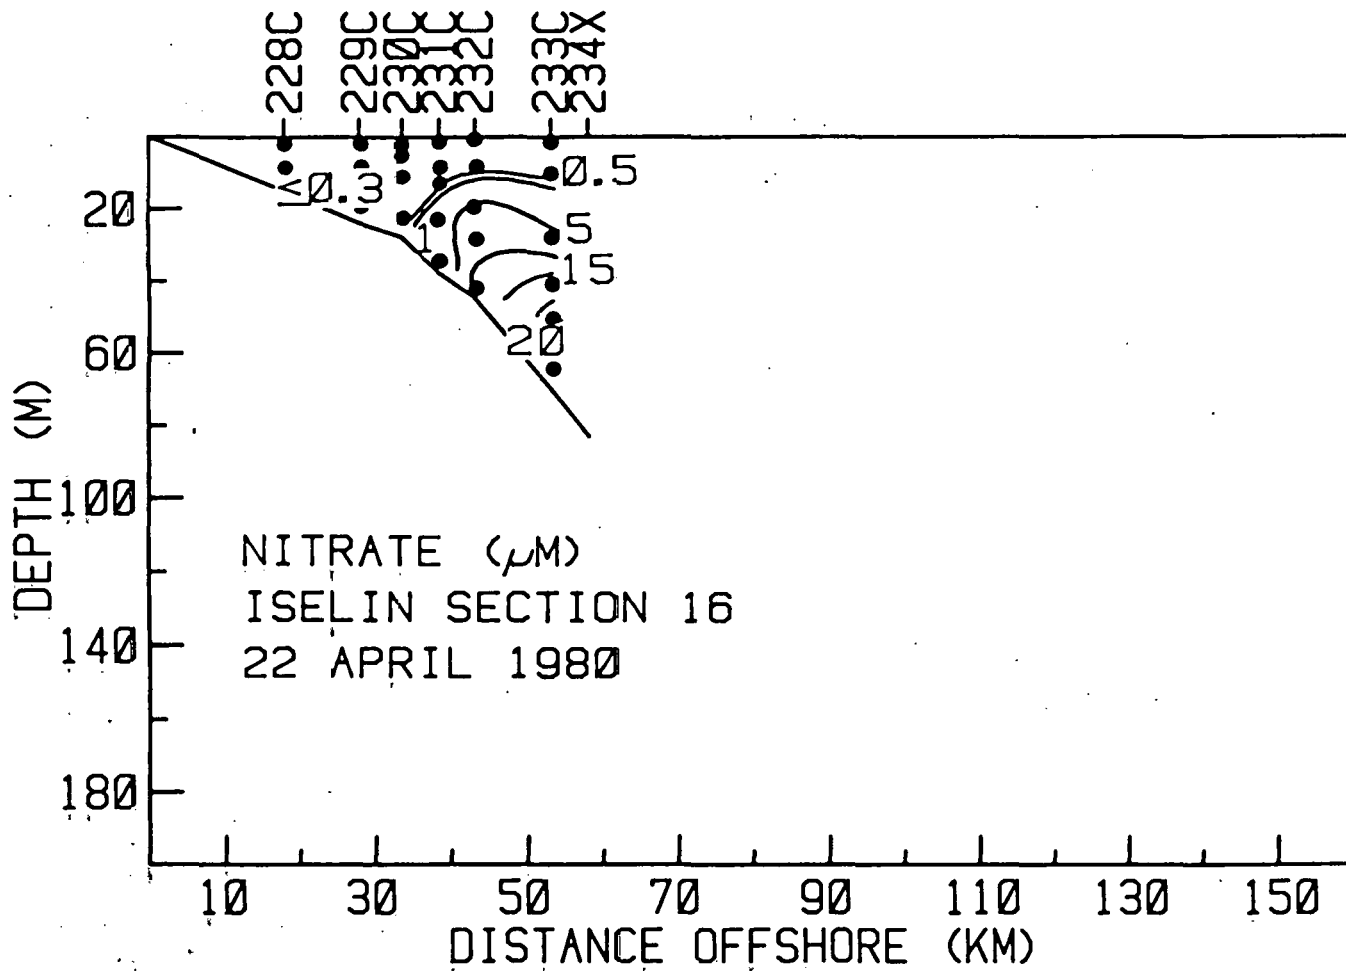 228C
229C
230C
231C
232C
233C
234X
≤0.3
0.5
1
5
15
20
20
60
100
140
180
DEPTH (M)
NITRATE (μM)
ISELIN SECTION 16
22 APRIL 1980
10 30 50 70 90 110 130 150
DISTANCE OFFSHORE (KM)